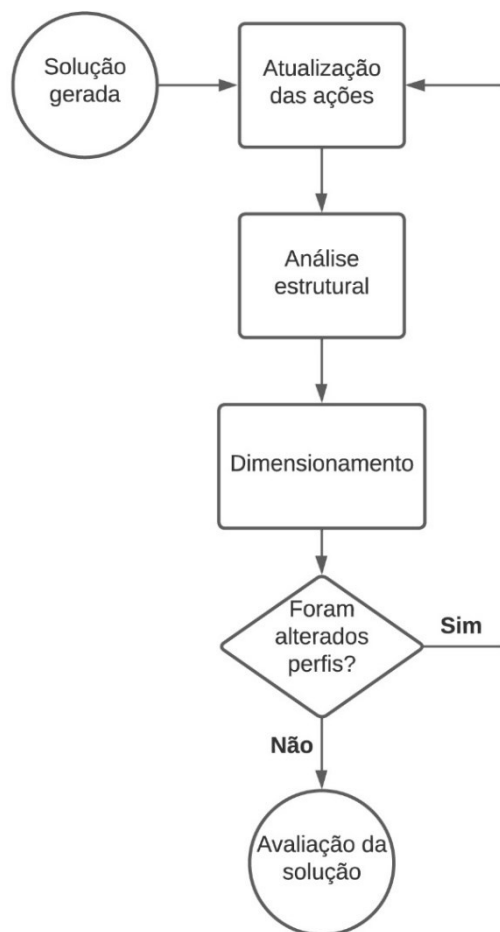 Solução
gerada
Atualização
das ações
Análise
estrutural
Dimensionamento
Foram
alterados
perfis?
Sim
Não
Avaliação da
solução